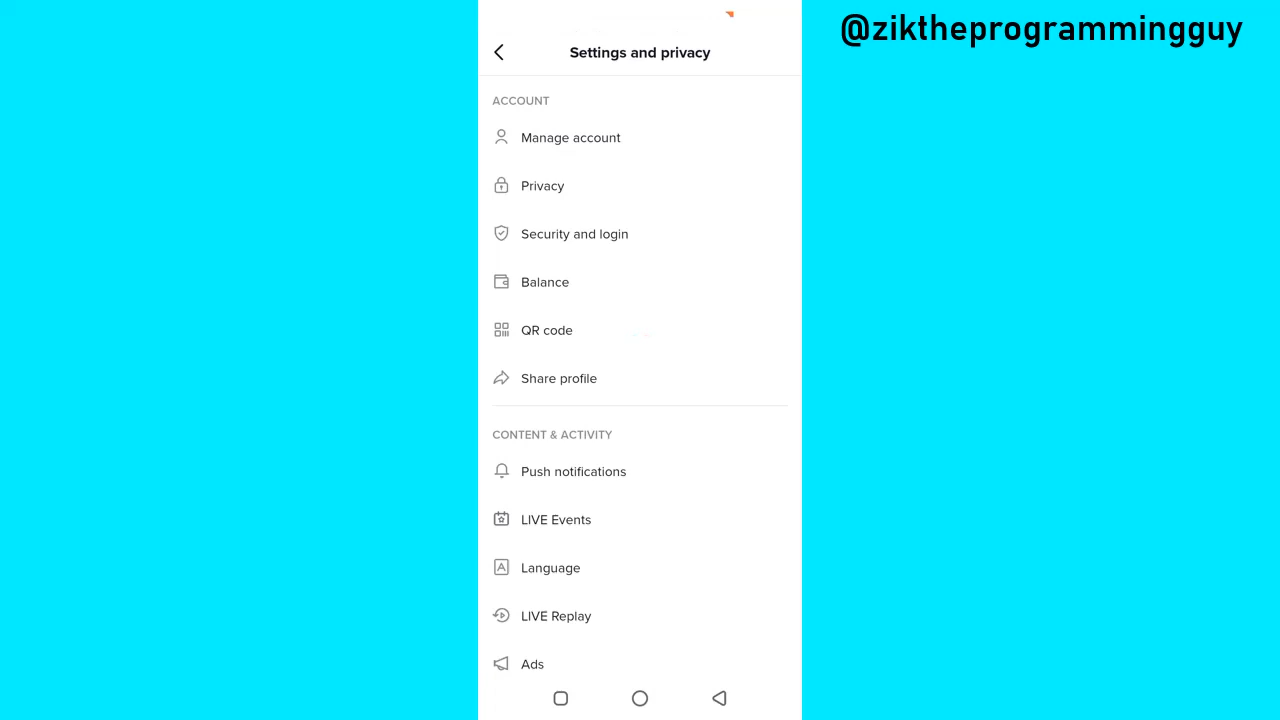 @ziktheprogrammingguy
Settings and privacy
ACCOUNT
Manage account
Privacy
Security and login
Balance
QR code
Share profile
CONTENT & ACTIVITY
Push notifications
LIVE Events
Language
LIVE Replay
Ads